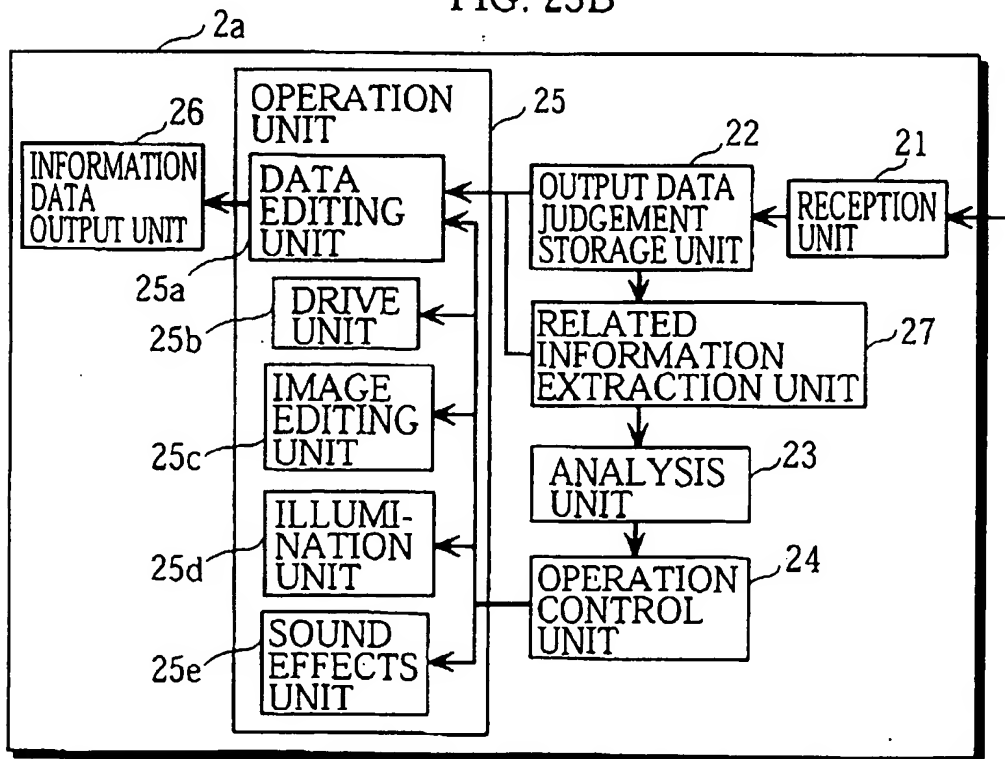 FIG. 23B
2a
OPERATION
UNIT
25
26
INFORMATION
DATA
OUTPUT UNIT
DATA
EDITING
UNIT
25a
22
OUTPUT DATA
JUDGEMENT
STORAGE UNIT
21
RECEPTION
UNIT
DRIVE
UNIT
25b
RELATED
INFORMATION
EXTRACTION UNIT
27
IMAGE
EDITING
UNIT
25c
ANALYSIS
UNIT
23
ILLUMI-
NATION
UNIT
25d
OPERATION
CONTROL
UNIT
24
SOUND
EFFECTS
UNIT
25e